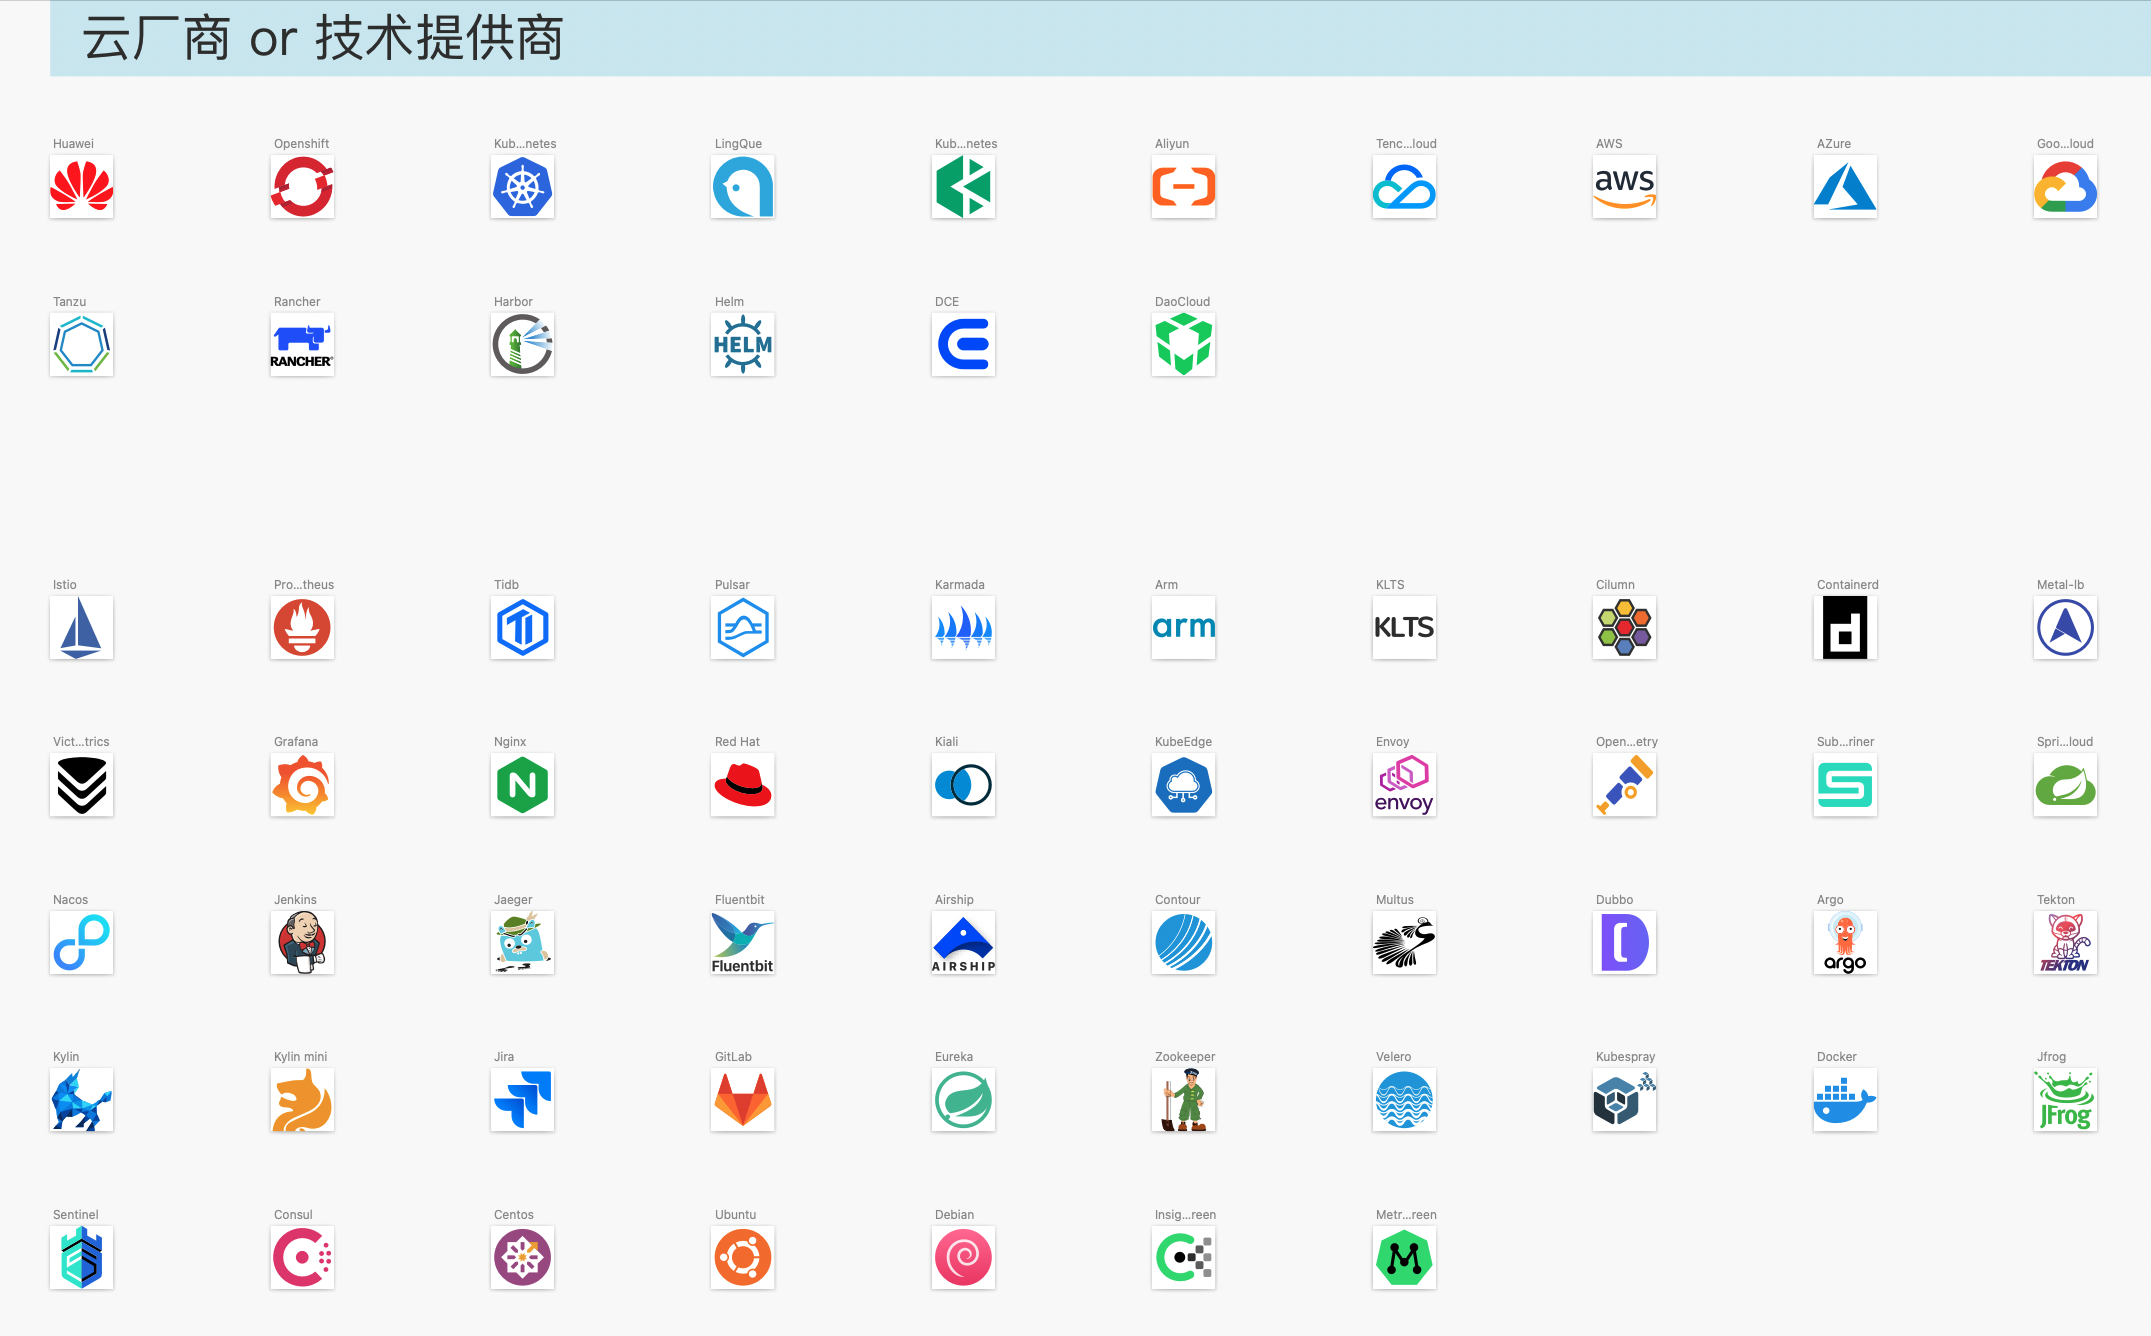 云厂商 or 技术提供商
Huawei Openshift Kub...netes LingQue Kub...netes Aliyun Tenc...loud AWS AZure Goo...loud
aws
Tanzu Rancher Harbor Helm DCE DaoCloud
RANCHER® HELM
Istio Pro...theus Tidb Pulsar Karmada Arm KLTS Cilumn Containerd Metal-lb
arm KLTS
Vict...trics Grafana Nginx Red Hat Kiali KubeEdge Envoy Open...etry Sub...riner Spri...loud
envoy
Nacos Jenkins Jaeger Fluentbit Airship Contour Multus Dubbo Argo Tekton
Fluentbit AIRSHIP argo TEKTON
Kylin Kylin mini Jira GitLab Eureka Zookeeper Velero Kubespray Docker Jfrog
JFrog
Sentinel Consul Centos Ubuntu Debian Insig...reen Metr...reen